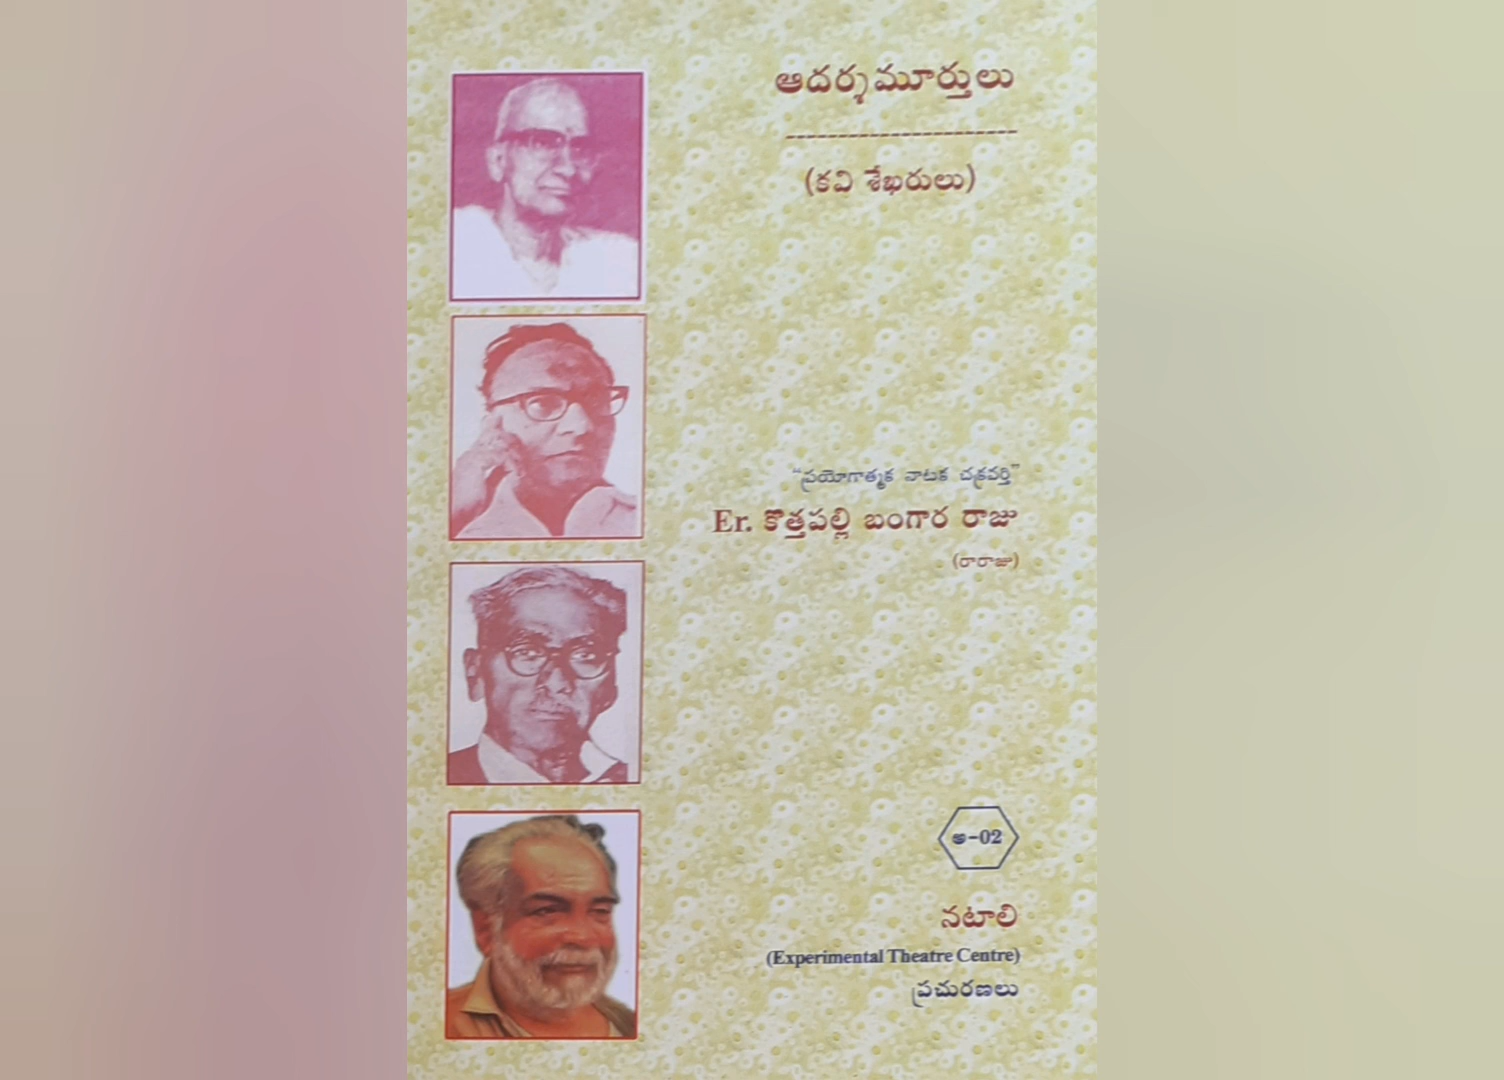 ఆదర్శమూర్తులు
----------------------
(కవి శేఖరులు)
“ప్రయోగాత్మక నాటక చక్రవర్తి”
Er. కొత్తపల్లి బంగార రాజు
(రారాజు)
అ-02
నటాలి
(Experimental Theatre Centre)
ప్రచురణలు